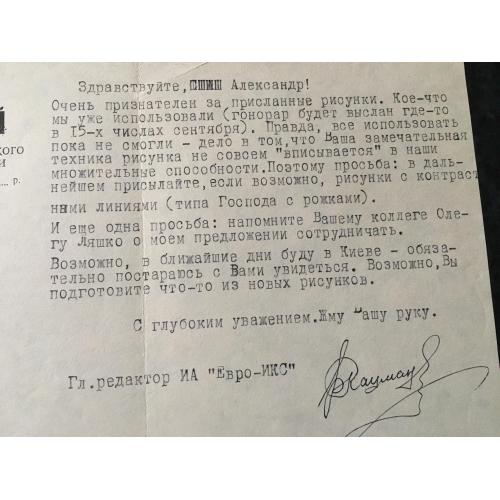 Здравствуйте, Александр!
Й
ского
и
Очень признателен за присланные рисунки. Кое-что
мы уже использовали (гонорар будет выслан где-то
в 15-х числах сентября). Правда, все использовать
пока не смогли - дело в том,что Ваша замечательная
техника рисунка не совсем "вписывается" в наши
множительные способности.Поэтому просьба: в даль-
нейшем присылайте,если возможно, рисунки с контраст
ными линиями (типа Господа с рожками).
.... р.
И еще одна просьба: напомните Вашему коллеге Оле-
гу Ляшко о моем предложении сотрудничать.
Возможно, в ближайшие дни буду в Киеве - обяза-
тельно постараюсь с Вами увидеться. Возможно,Вы
подготовите что-то из новых рисунков.
С глубоким уважением.Жму Вашу руку.
Гл.редактор ИА "Евро-ИКС"